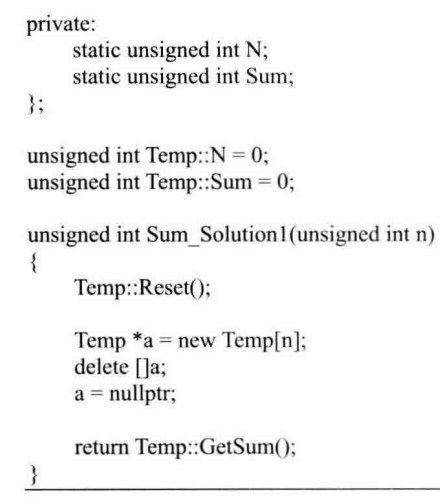 private:
static unsigned int N;
static unsigned int Sum;
};
unsigned int Temp::N = 0;
unsigned int Temp::Sum = 0;
unsigned int Sum_Solution1(unsigned int n)
{
Temp::Reset();
Temp *a = new Temp[n];
delete []a;
a = nullptr;
return Temp::GetSum();
}